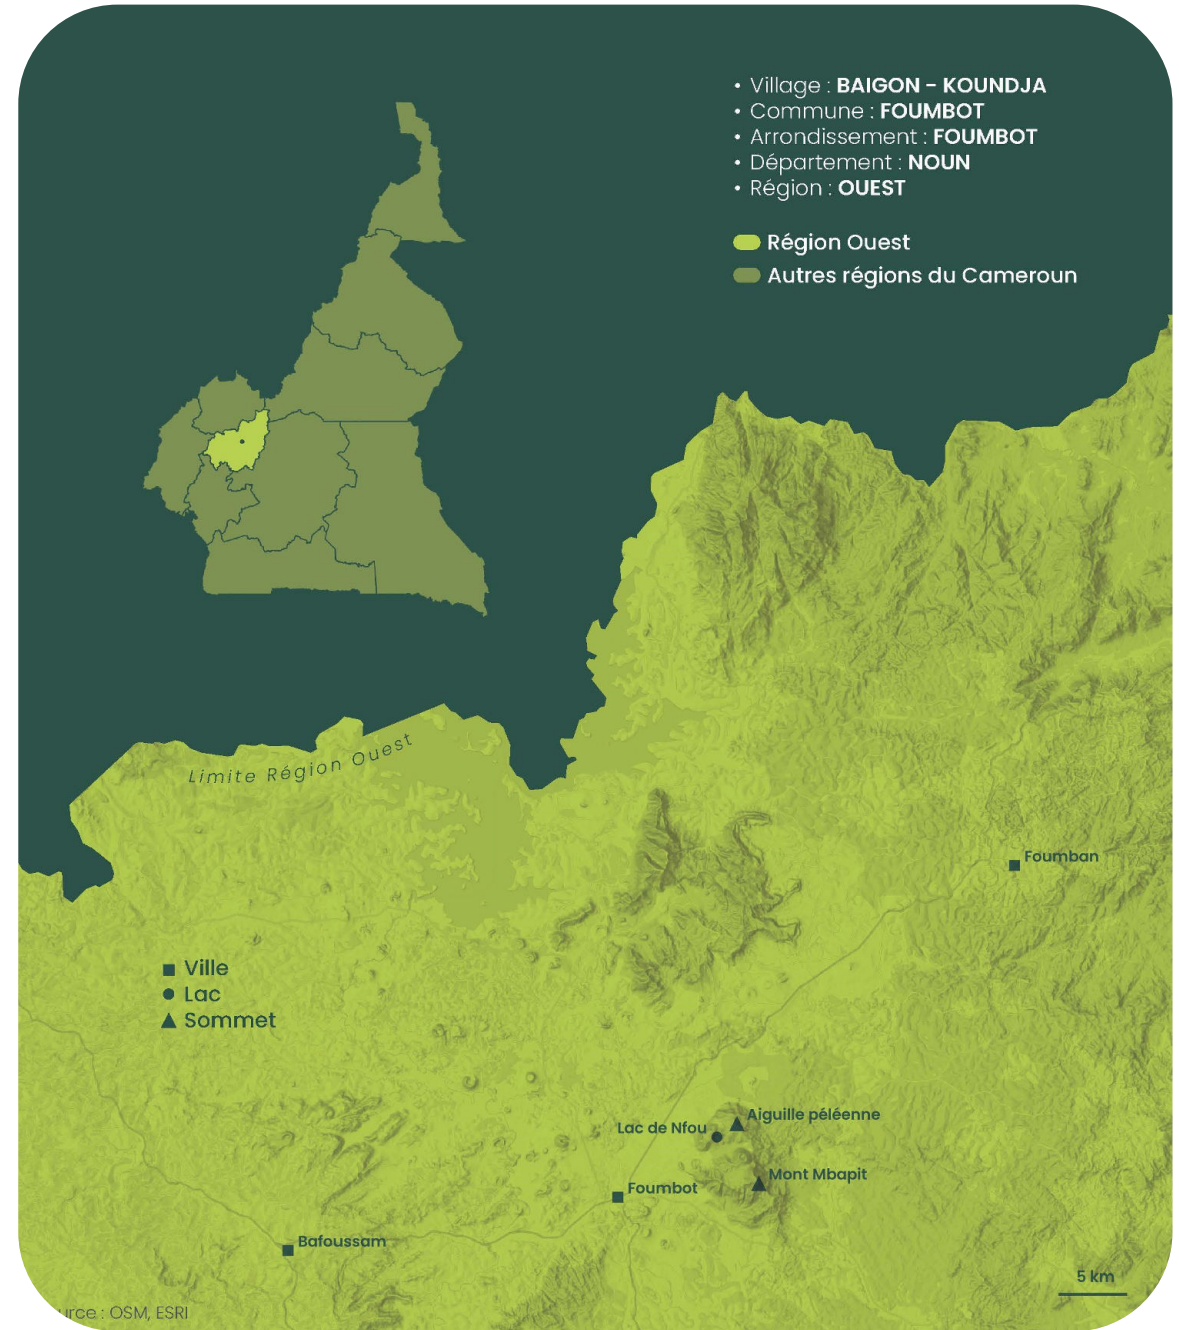 • Village : BAIGON - KOUNDJA
• Commune : FOUMBOT
• Arrondissement : FOUMBOT
• Département : NOUN
• Région : OUEST
Région Ouest
Autres régions du Cameroun
Limite Région Ouest
Foumban
Ville
Lac
Sommet
Aiguille péléenne
Lac de Nfou
Mont Mbapit
Foumbot
Bafoussam
5 km
urce : OSM, ESRI